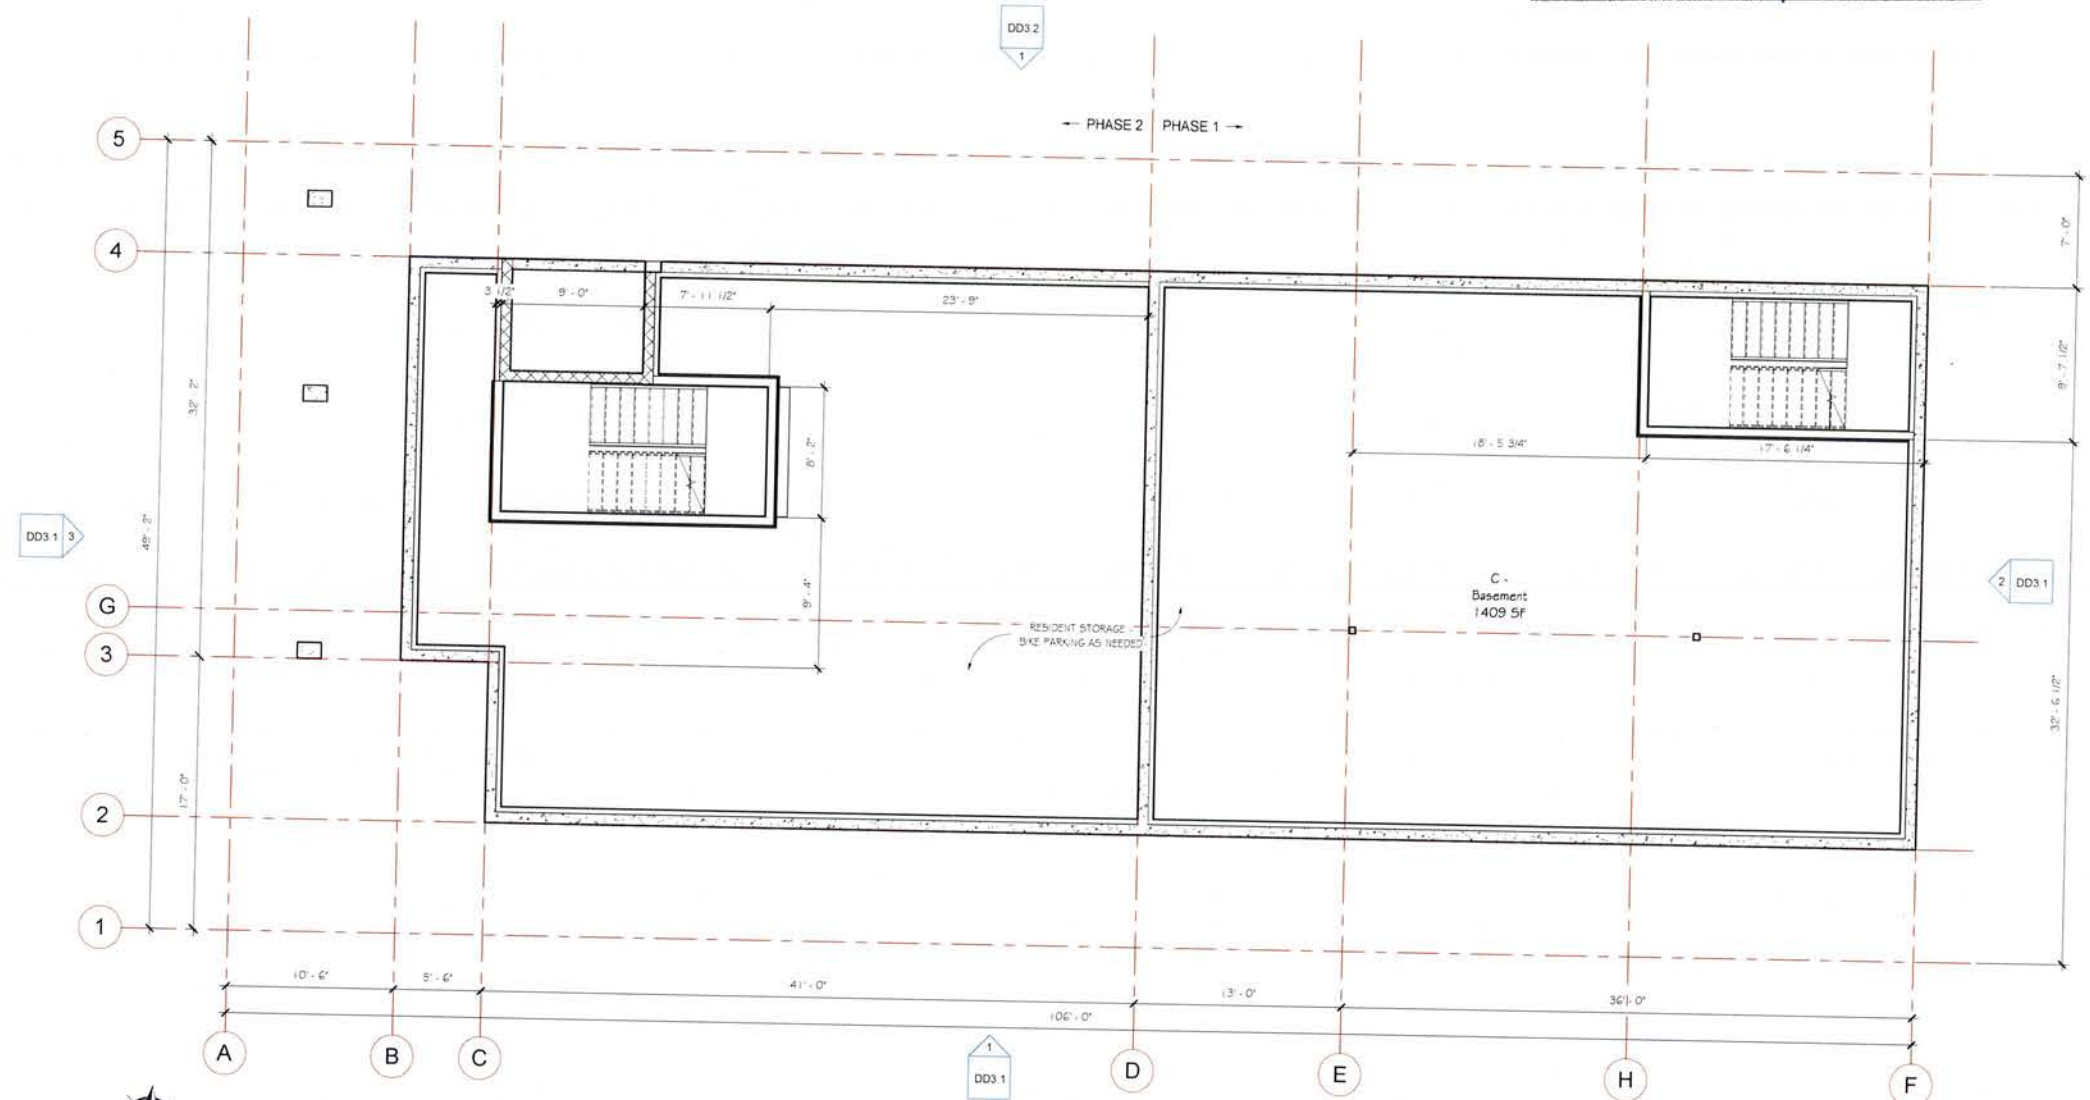 DD3.2
1
← PHASE 2 PHASE 1 →
5
4
G
3
2
1
7' - 0"
9' - 7 1/2"
32' - 6 1/2"
32' - 2"
49' - 2"
17' - 0"
3 1/2"
9' - 0"
7' - 11 1/2"
23' - 9"
8' - 2"
9' - 4"
18' - 5 3/4"
17' - 6 1/4"
DD3.1 3
2 DD3.1
C -
Basement
1409 SF
RESIDENT STORAGE -
BIKE PARKING AS NEEDED
10' - 6"
5' - 6"
41' - 0"
13' - 0"
36' - 0"
106' - 0"
1
DD3.1
A
B
C
D
E
H
F